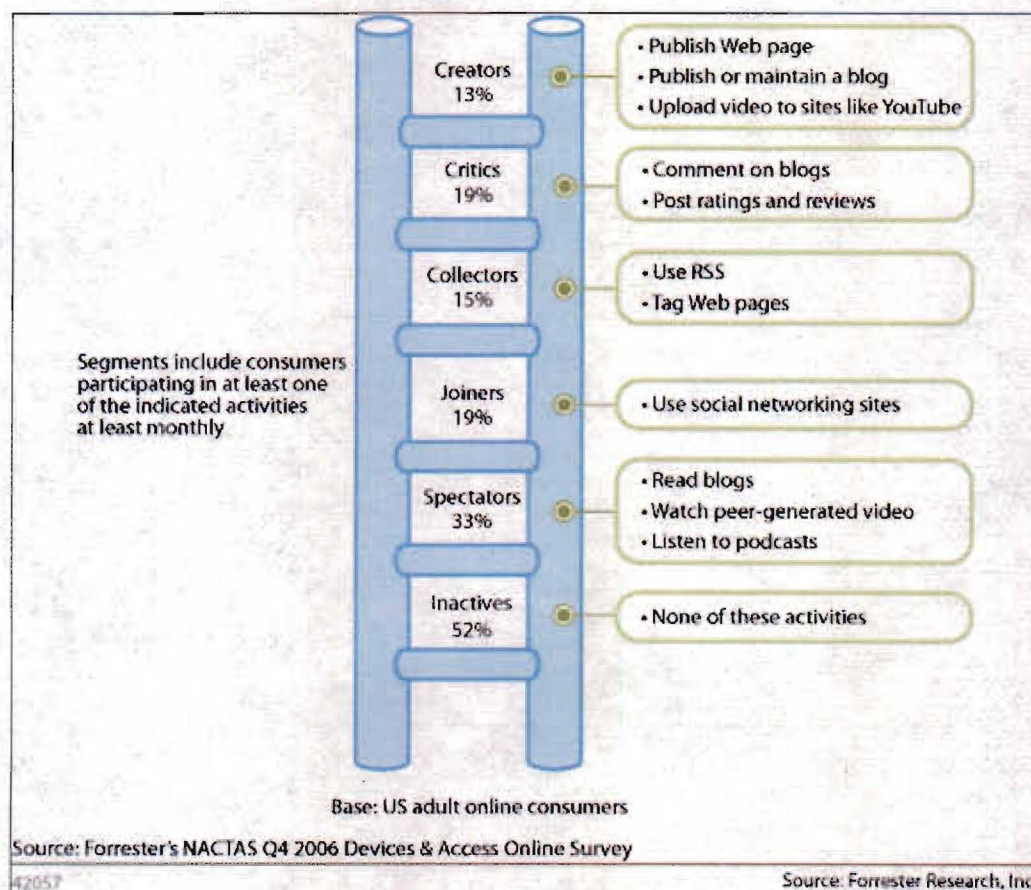 Creators
13%
• Publish Web page
• Publish or maintain a blog
• Upload video to sites like YouTube
Critics
19%
• Comment on blogs
• Post ratings and reviews
Collectors
15%
• Use RSS
• Tag Web pages
Segments include consumers
participating in at least one
of the indicated activities
at least monthly
Joiners
19%
• Use social networking sites
Spectators
33%
• Read blogs
• Watch peer-generated video
• Listen to podcasts
Inactives
52%
• None of these activities
Base: US adult online consumers
Source: Forrester's NACTAS Q4 2006 Devices & Access Online Survey
42057
Source: Forrester Research, Inc